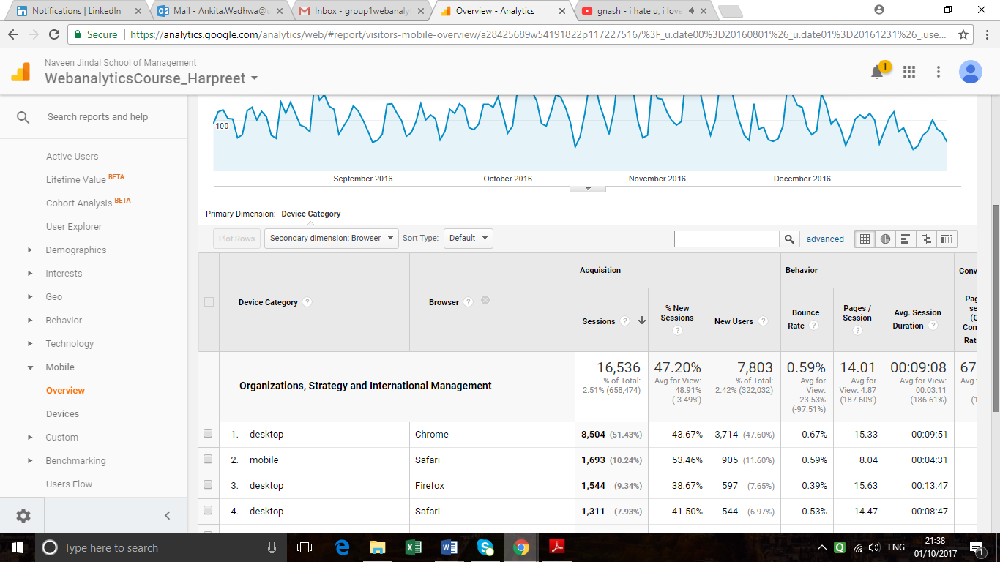 Notifications | LinkedIn
Mail - Ankita.Wadhwa@
Inbox - group1webanaly
Overview - Analytics
gnash - i hate u, i love
Secure
https://analytics.google.com/analytics/web/#report/visitors-mobile-overview/a28425689w54191822p117227516/%3F_u.date00%3D20160801%26_u.date01%3D20161231%26_.use...
Naveen Jindal School of Management
WebanalyticsCourse_Harpreet
1
Search reports and help
Active Users
Lifetime Value BETA
Cohort Analysis BETA
User Explorer
Demographics
Interests
Geo
Behavior
Technology
Mobile
Overview
Devices
Custom
Benchmarking
Users Flow
100
September 2016 October 2016 November 2016 December 2016
Primary Dimension: Device Category
Plot Rows
Secondary dimension: Browser
Sort Type:
Default
advanced
Acquisition
Behavior
Conv
Device Category ?
Browser ?
Sessions ?
% New
Sessions
?
New Users ?
Bounce
Rate ?
Pages /
Session
?
Avg. Session
Duration ?
Pag
se
(G
Con
Rat
Organizations, Strategy and International Management
16,536
% of Total:
2.51% (658,474)
47.20%
Avg for View:
48.91%
(-3.49%)
7,803
% of Total:
2.42% (322,032)
0.59%
Avg for
View:
23.53%
(-97.51%)
14.01
Avg for
View: 4.87
(187.60%)
00:09:08
Avg for View:
00:03:11
(186.61%)
67
Avg
(1
1. desktop Chrome 8,504 (51.43%) 43.67% 3,714 (47.60%) 0.67% 15.33 00:09:51
2. mobile Safari 1,693 (10.24%) 53.46% 905 (11.60%) 0.59% 8.04 00:04:31
3. desktop Firefox 1,544 (9.34%) 38.67% 597 (7.65%) 0.39% 15.63 00:13:47
4. desktop Safari 1,311 (7.93%) 41.50% 544 (6.97%) 0.53% 14.47 00:08:47
Type here to search
ENG
21:38
01/10/2017
1